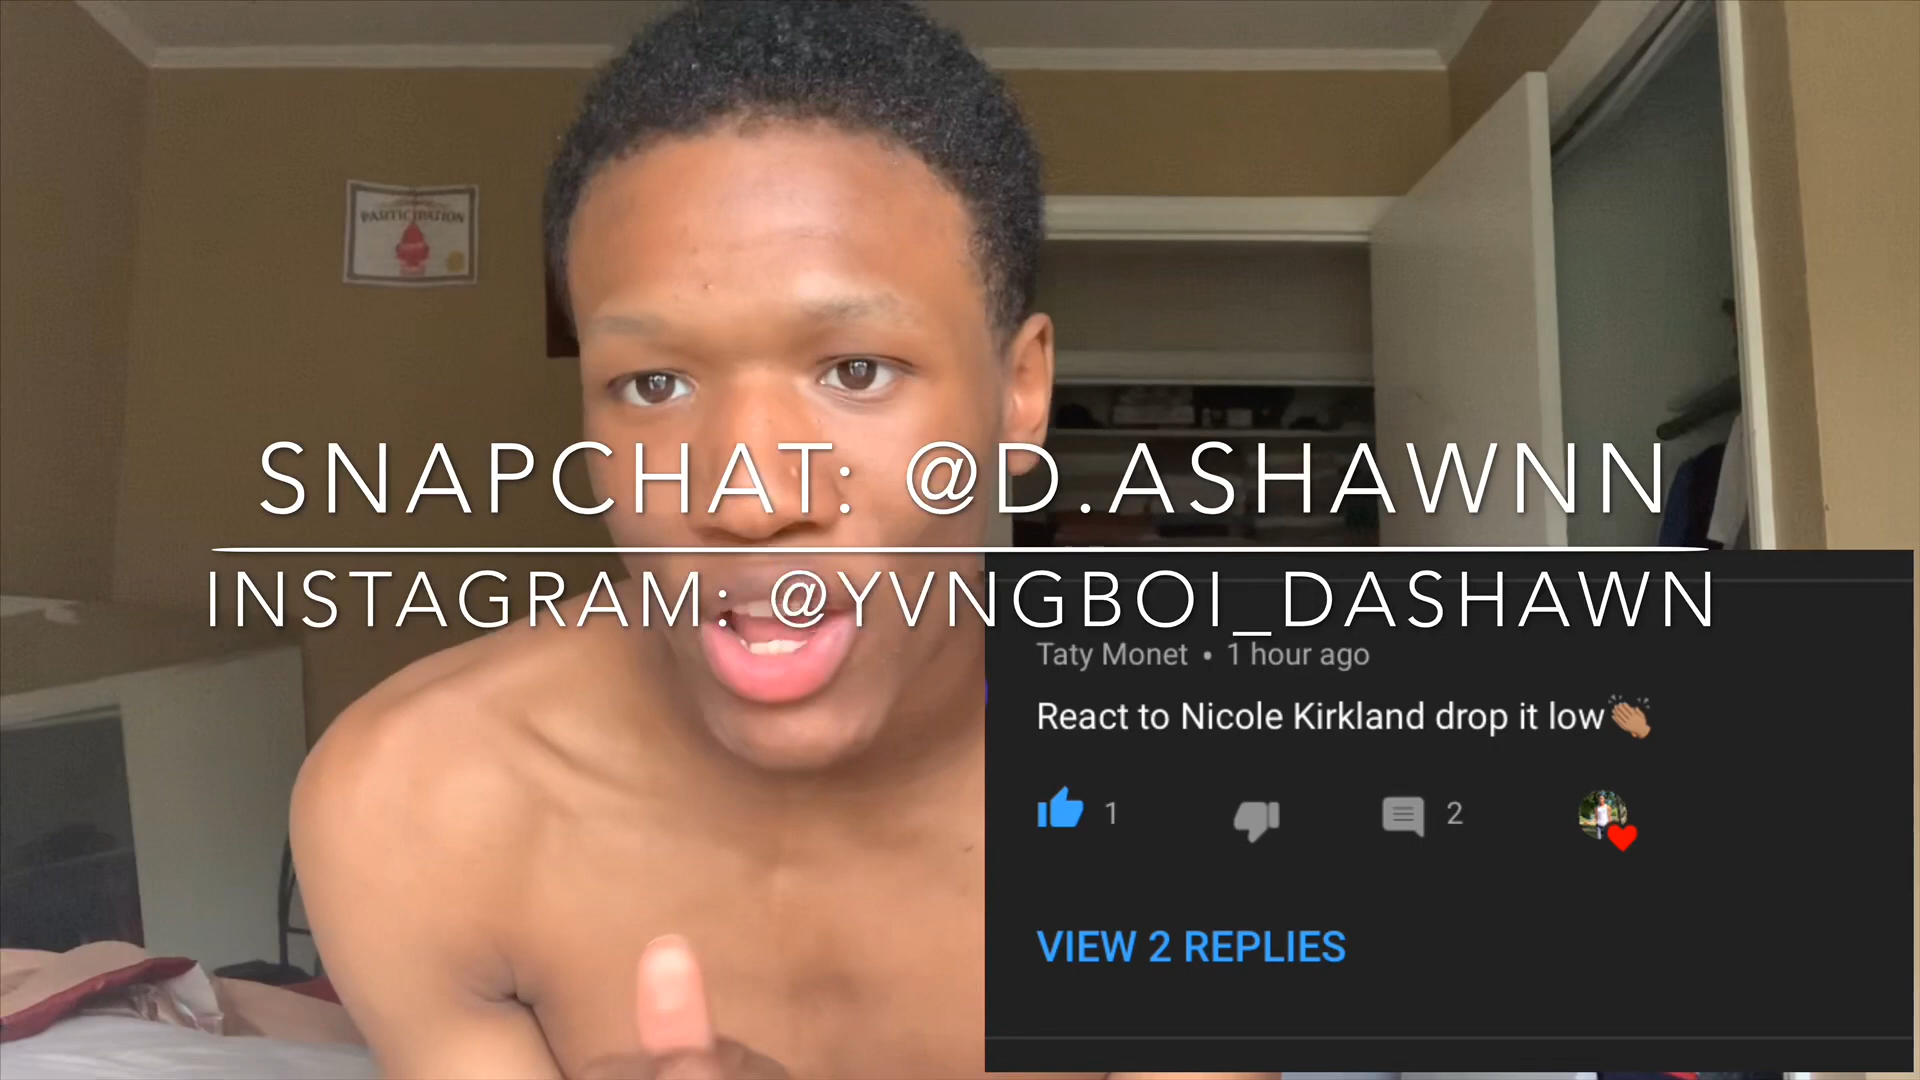 PARTICIPATION
SNAPCHAT: @D.ASHAWNN
INSTAGRAM: @YVNGBOI_DASHAWN
Taty Monet • 1 hour ago
React to Nicole Kirkland drop it low👏🏽
1
2
VIEW 2 REPLIES